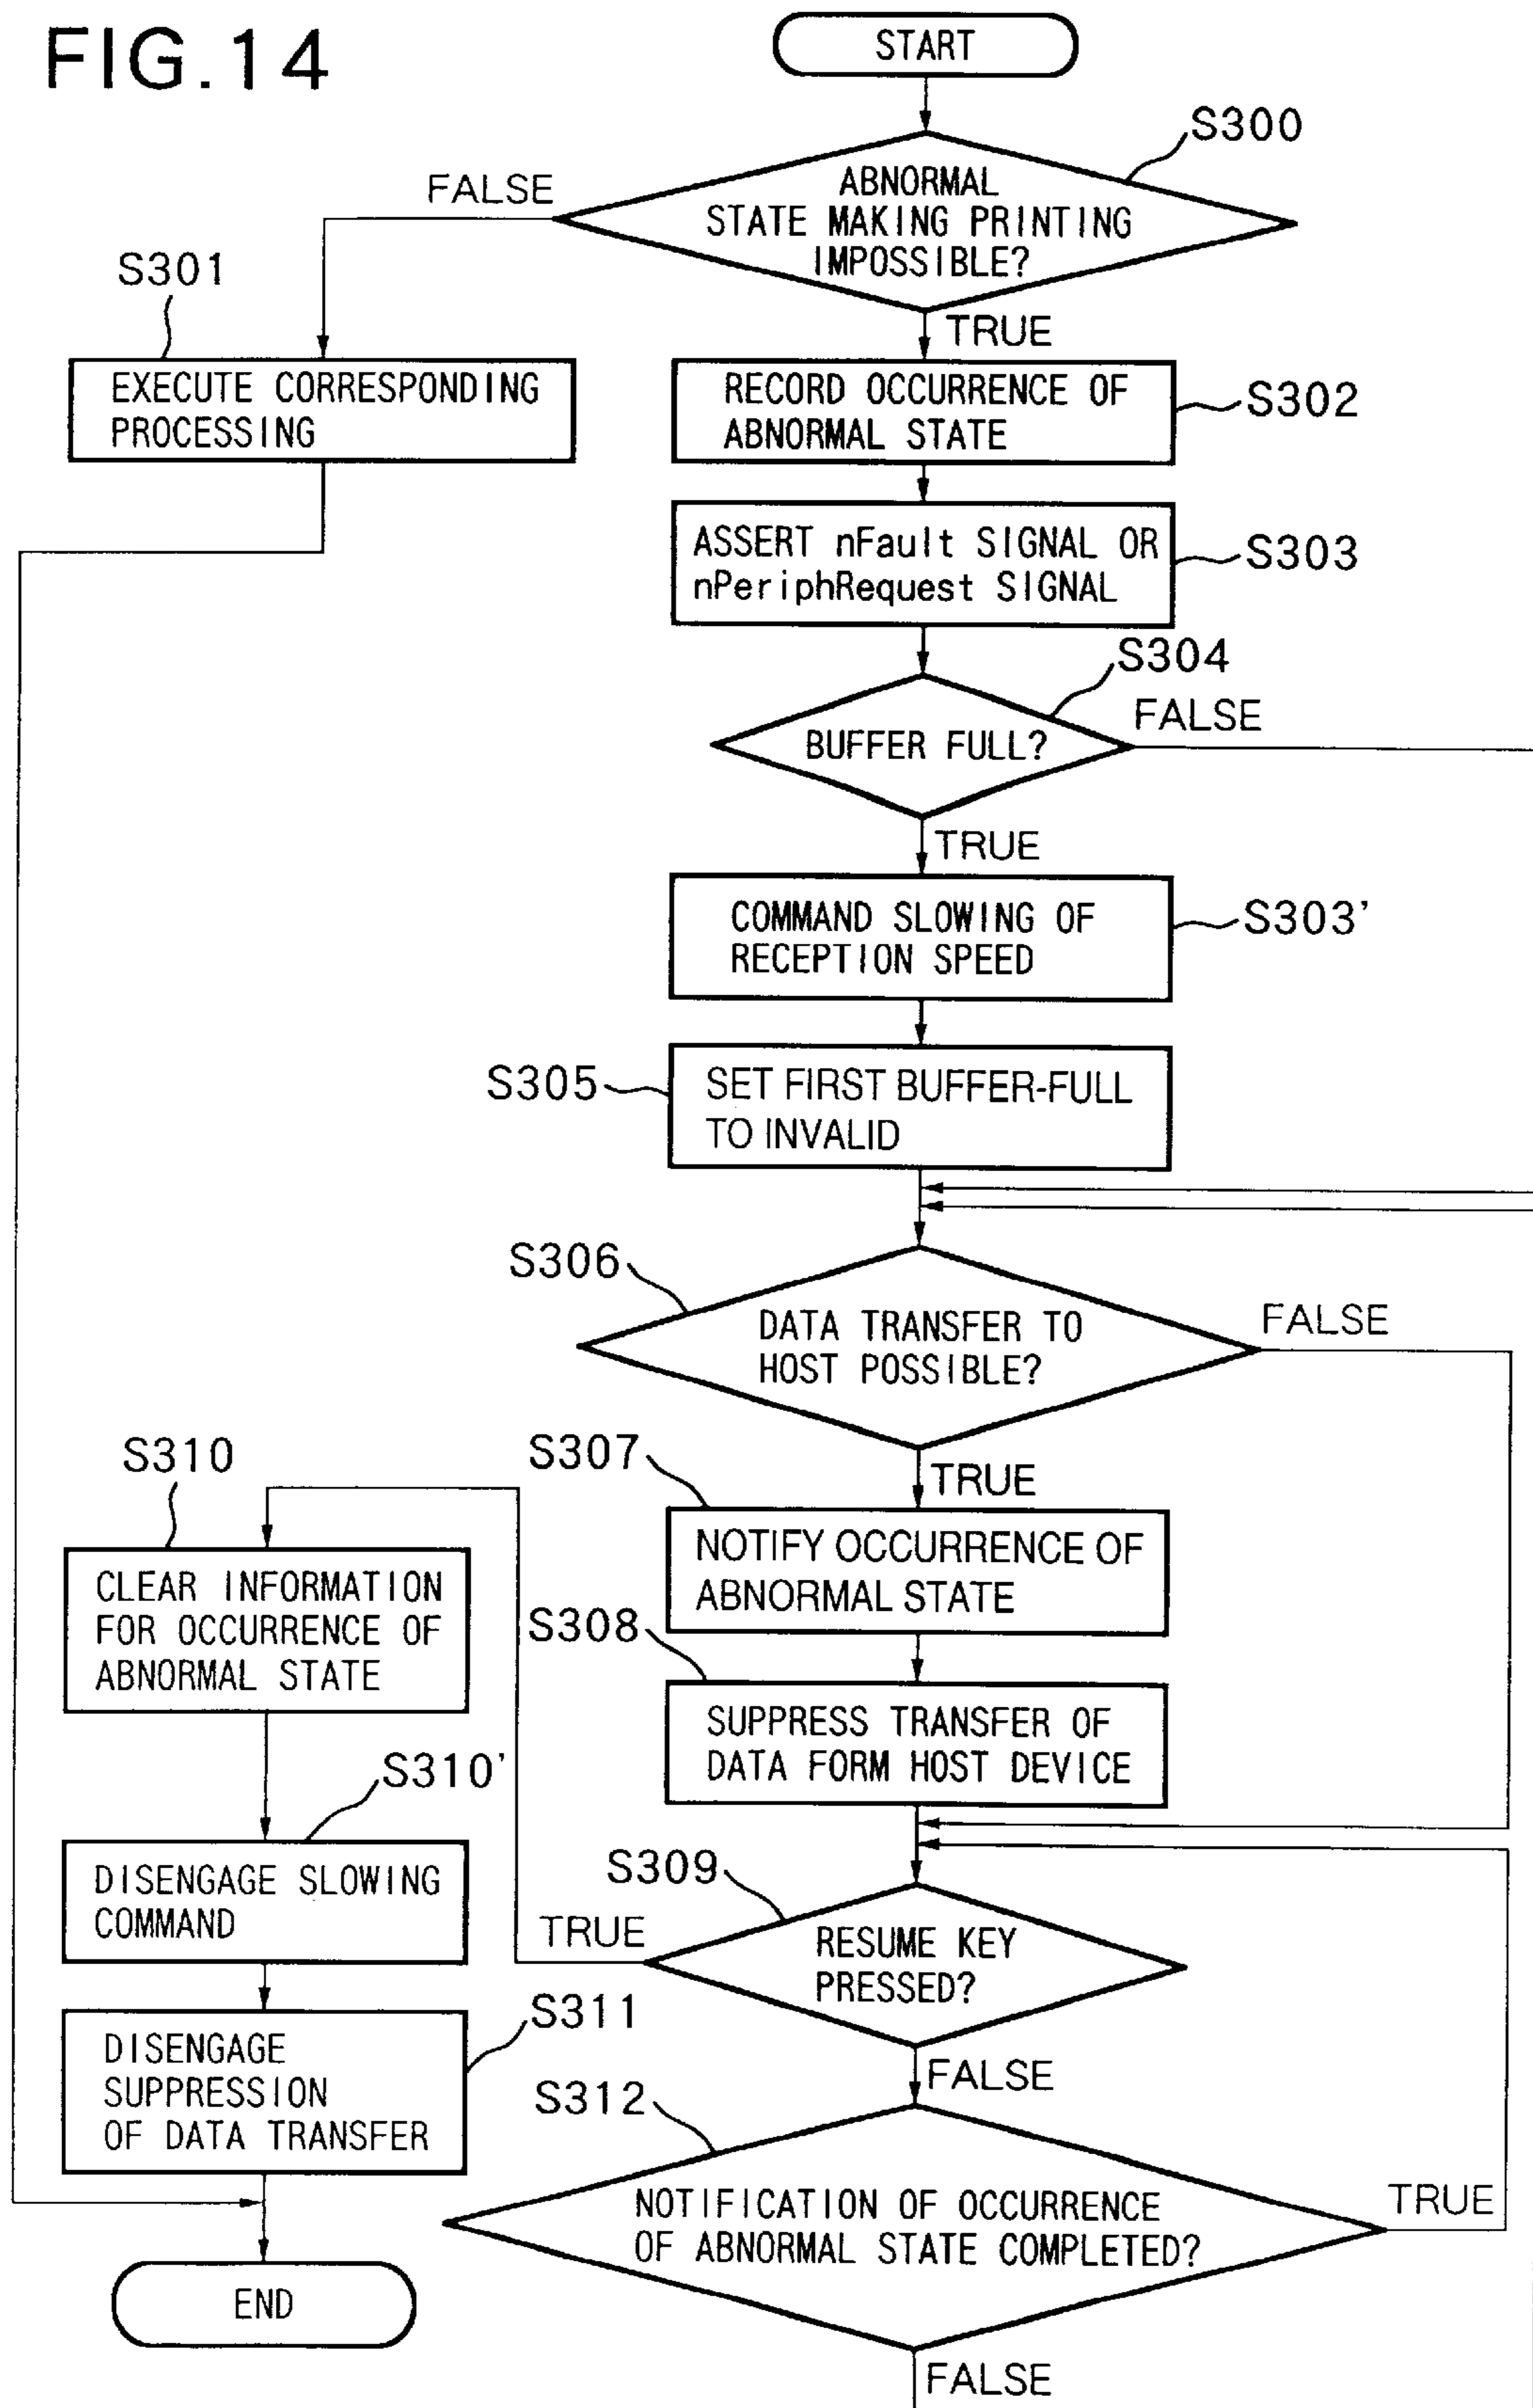 FIG.14
START
S300
FALSE
ABNORMAL
STATE MAKING PRINTING
IMPOSSIBLE?
S301
TRUE
EXECUTE CORRESPONDING
PROCESSING
RECORD OCCURRENCE OF
ABNORMAL STATE
S302
ASSERT nFault SIGNAL OR
nPeriphRequest SIGNAL
S303
S304
FALSE
BUFFER FULL?
TRUE
COMMAND SLOWING OF
RECEPTION SPEED
S303'
S305
SET FIRST BUFFER-FULL
TO INVALID
S306
FALSE
DATA TRANSFER TO
HOST POSSIBLE?
S310
S307
TRUE
NOTIFY OCCURRENCE OF
ABNORMAL STATE
CLEAR INFORMATION
FOR OCCURRENCE OF
ABNORMAL STATE
S308
SUPPRESS TRANSFER OF
DATA FORM HOST DEVICE
S310'
S309
DISENGAGE SLOWING
COMMAND
TRUE
RESUME KEY
PRESSED?
S311
DISENGAGE
SUPPRESSION
OF DATA TRANSFER
FALSE
S312
TRUE
NOTIFICATION OF OCCURRENCE
OF ABNORMAL STATE COMPLETED?
END
FALSE